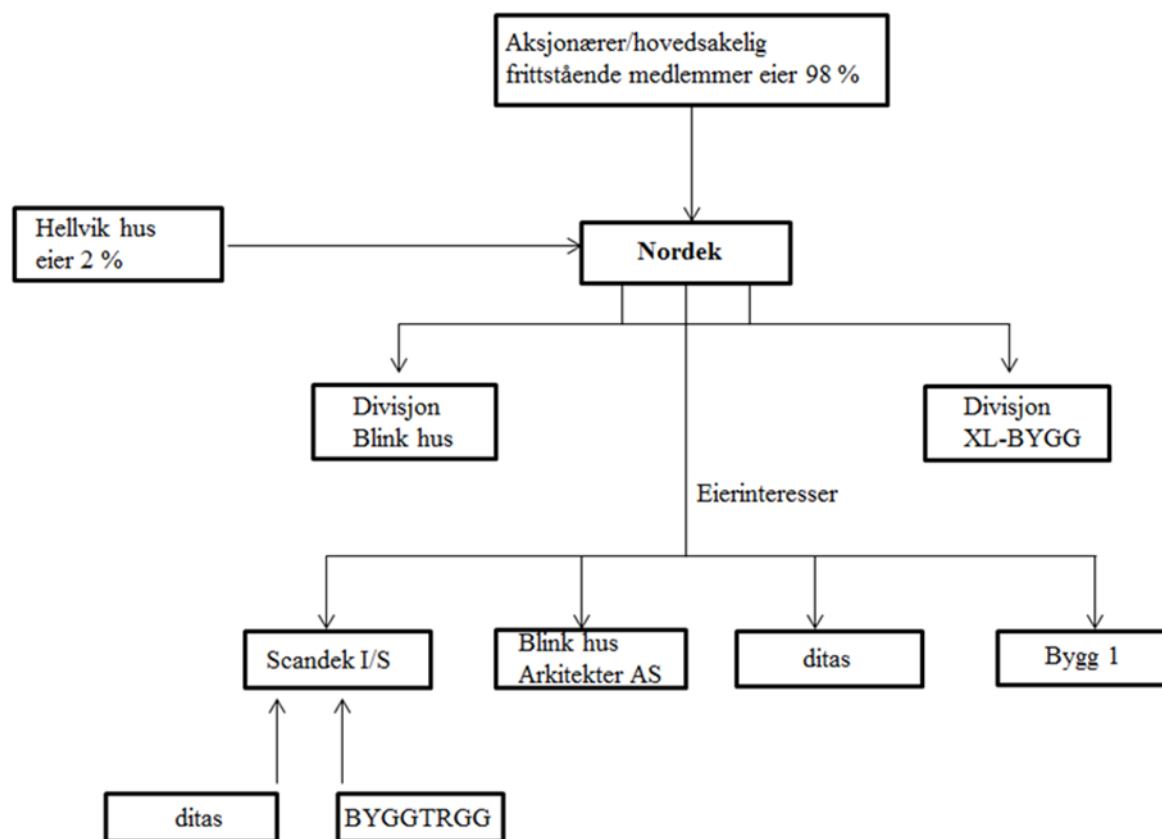 Aksjonærer/hovedsakelig
frittstående medlemmer eier 98 %
Hellvik hus
eier 2 %
Nordek
Divisjon
Blink hus
Divisjon
XL-BYGG
Eierinteresser
Scandek I/S
Blink hus
Arkitekter AS
ditas
Bygg 1
ditas
BYGGTRGG